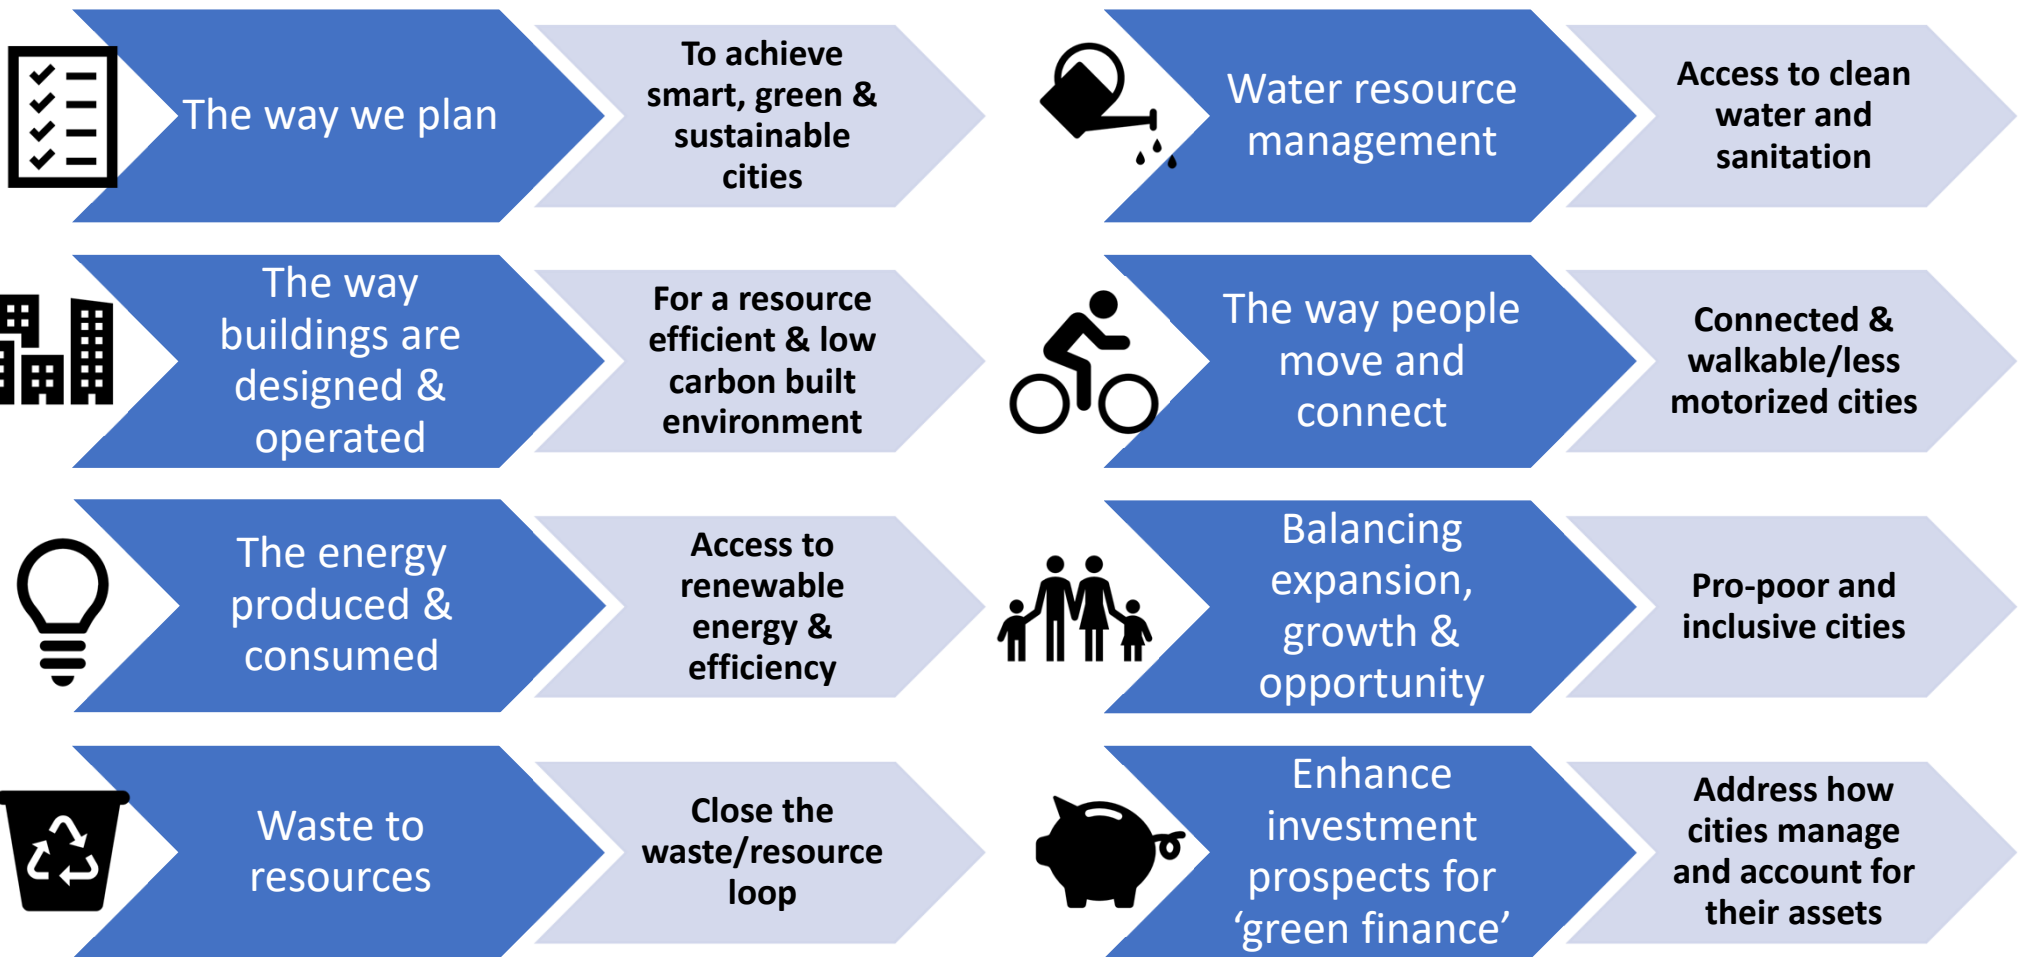 The way we plan
To achieve
smart, green &
sustainable
cities
Water resource
management
Access to clean
water and
sanitation
The way
buildings are
designed &
operated
For a resource
efficient & low
carbon built
environment
The way people
move and
connect
Connected &
walkable/less
motorized cities
The energy
produced &
consumed
Access to
renewable
energy &
efficiency
Balancing
expansion,
growth &
opportunity
Pro-poor and
inclusive cities
Waste to
resources
Close the
waste/resource
loop
Enhance
investment
prospects for
‘green finance’
Address how
cities manage
and account for
their assets